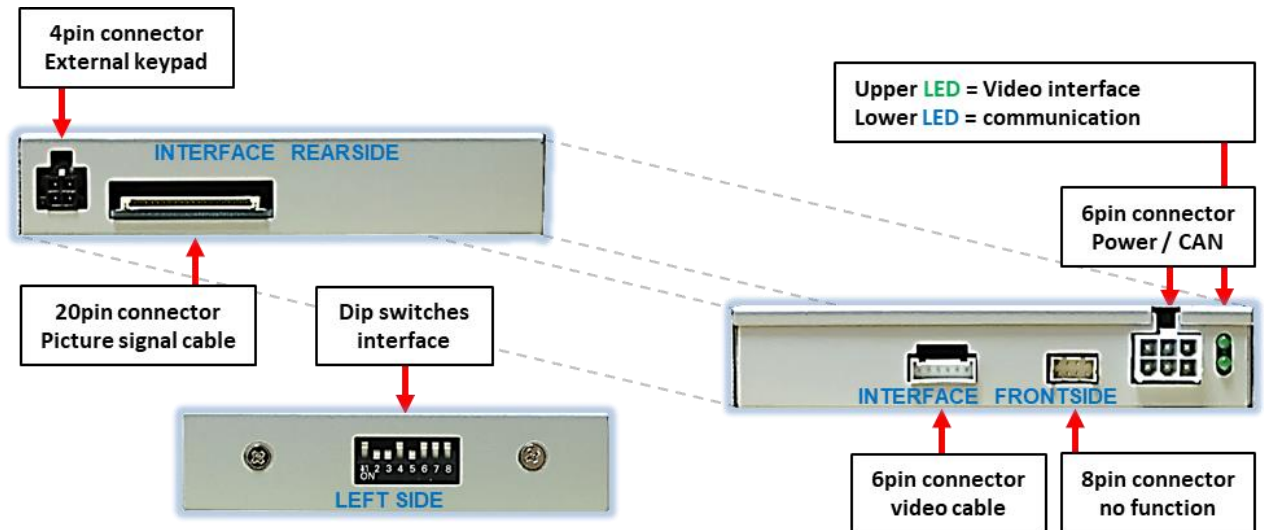 4pin connector
External keypad
Upper LED = Video interface
Lower LED = communication
INTERFACE REARSIDE
6pin connector
Power / CAN
20pin connector
Picture signal cable
Dip switches
interface
INTERFACE FRONTSIDE
1 2 3 4 5 6 7 8
ON
LEFT SIDE
6pin connector
video cable
8pin connector
no function